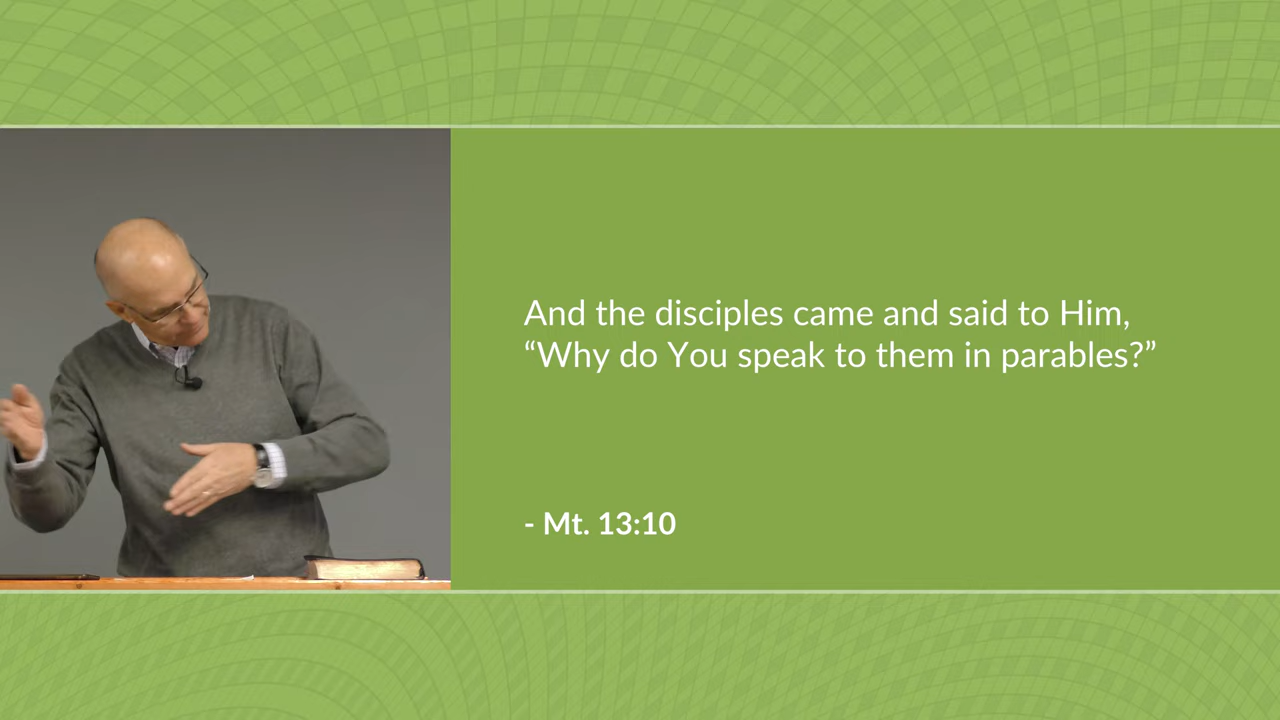 And the disciples came and said to Him,
“Why do You speak to them in parables?”
- Mt. 13:10